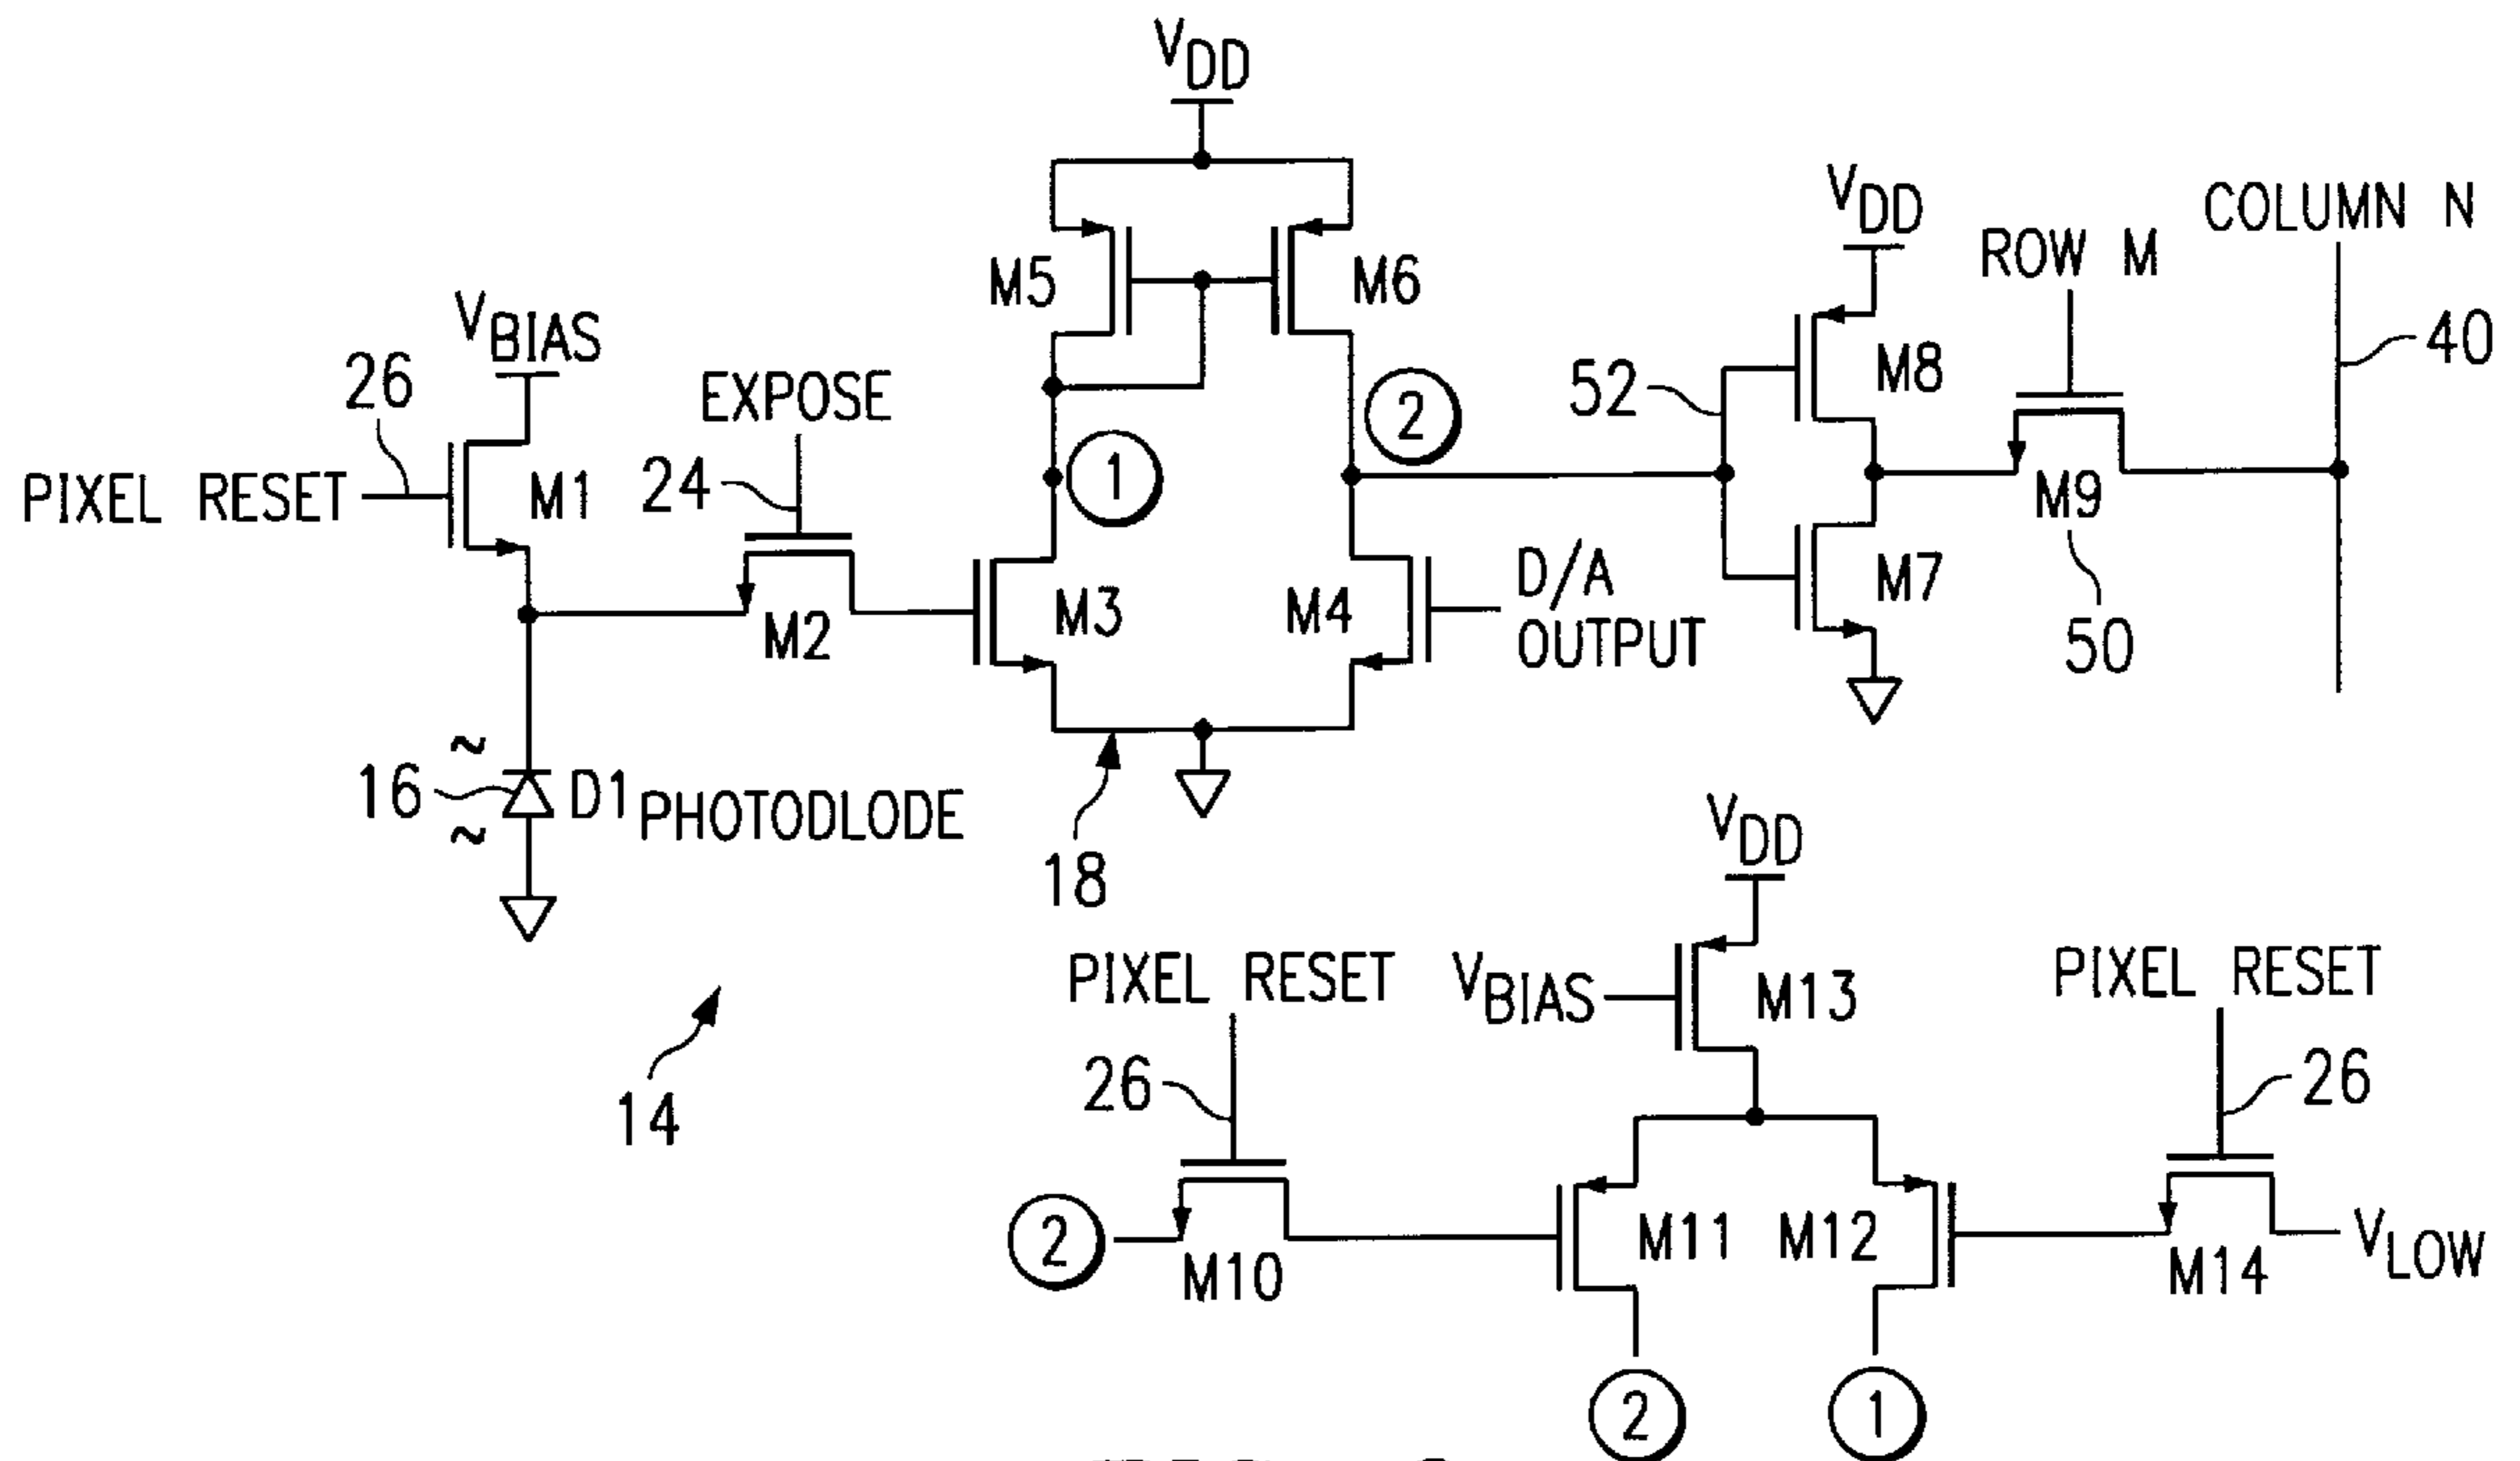 VDD
VDD
COLUMN N
ROW M
M5
M6
VBIAS
26
EXPOSE
2
52
M8
40
24
1
PIXEL RESET
M1
M9
D/A
OUTPUT
M7
M3
M4
M2
50
16
D1
PHOTODLODE
18
VDD
PIXEL RESET
VBIAS
M13
PIXEL RESET
26
26
14
2
M10
M11
M12
M14
VLOW
2
1